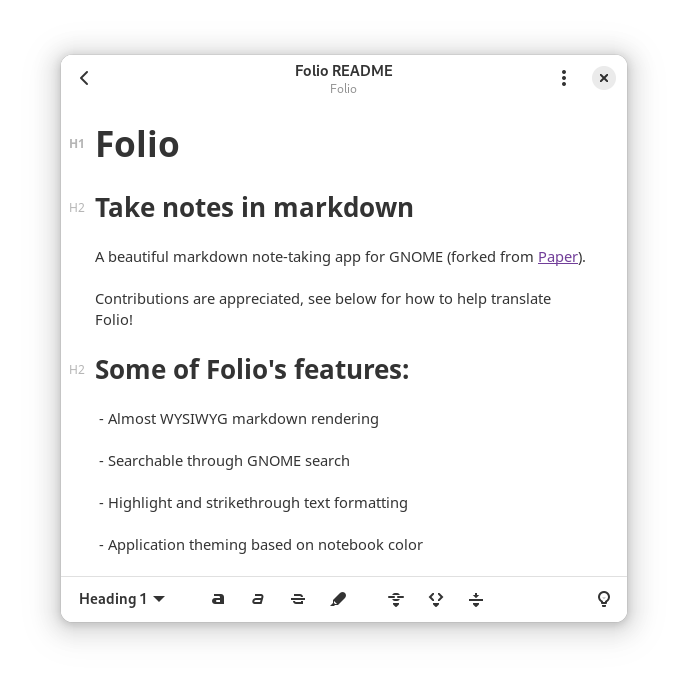 Folio README
Folio
H1 Folio
H2 Take notes in markdown
A beautiful markdown note-taking app for GNOME (forked from Paper).
Contributions are appreciated, see below for how to help translate
Folio!
H2 Some of Folio's features:
- Almost WYSIWYG markdown rendering
- Searchable through GNOME search
- Highlight and strikethrough text formatting
- Application theming based on notebook color
Heading 1 a a a